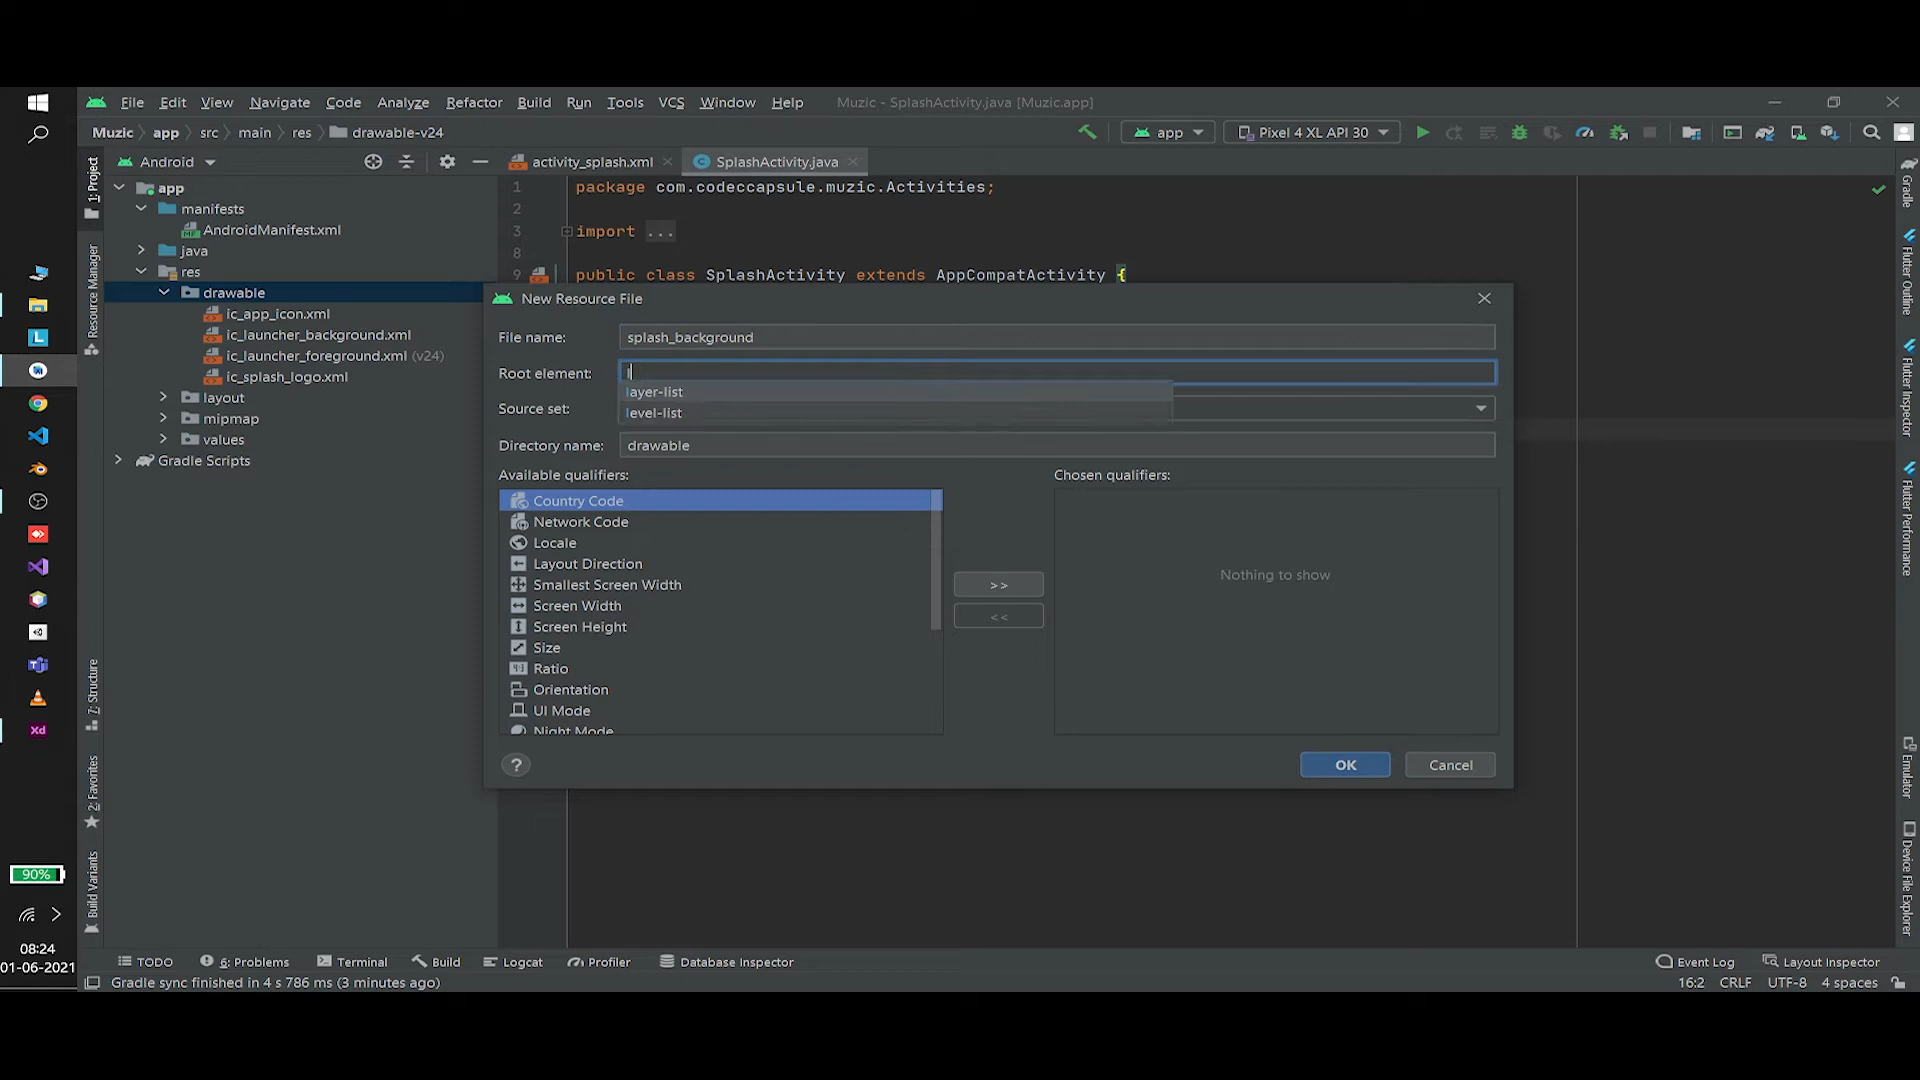 File Edit View Navigate Code Analyze Refactor Build Run Tools VCS Window Help Muzic - SplashActivity.java [Muzic.app]
Muzic app src main res drawable-v24 app Pixel 4 XL API 30
Android activity_splash.xml SplashActivity.java
1: Project
Resource Manager
7: Structure
2: Favorites
Build Variants
app
manifests
AndroidManifest.xml
java
res
drawable
ic_app_icon.xml
ic_launcher_background.xml
ic_launcher_foreground.xml (v24)
ic_splash_logo.xml
layout
mipmap
values
Gradle Scripts
1 package com.codeccapsule.muzic.Activities;
2
3 import ...
8
9 public class SplashActivity extends AppCompatActivity {
New Resource File
File name: splash_background
Root element: l
layer-list
level-list
Source set:
Directory name: drawable
Available qualifiers: Chosen qualifiers:
Country Code
Network Code
Locale
Layout Direction
Smallest Screen Width
Screen Width
Screen Height
Size
Ratio
Orientation
UI Mode
Night Mode
>>
<<
Nothing to show
? OK Cancel
Gradle
Flutter Outline
Flutter Inspector
Flutter Performance
Emulator
Device File Explorer
L
Xd
90%
08:24
01-06-2021
TODO 6: Problems Terminal Build Logcat Profiler Database Inspector Event Log Layout Inspector
Gradle sync finished in 4 s 786 ms (3 minutes ago) 16:2 CRLF UTF-8 4 spaces